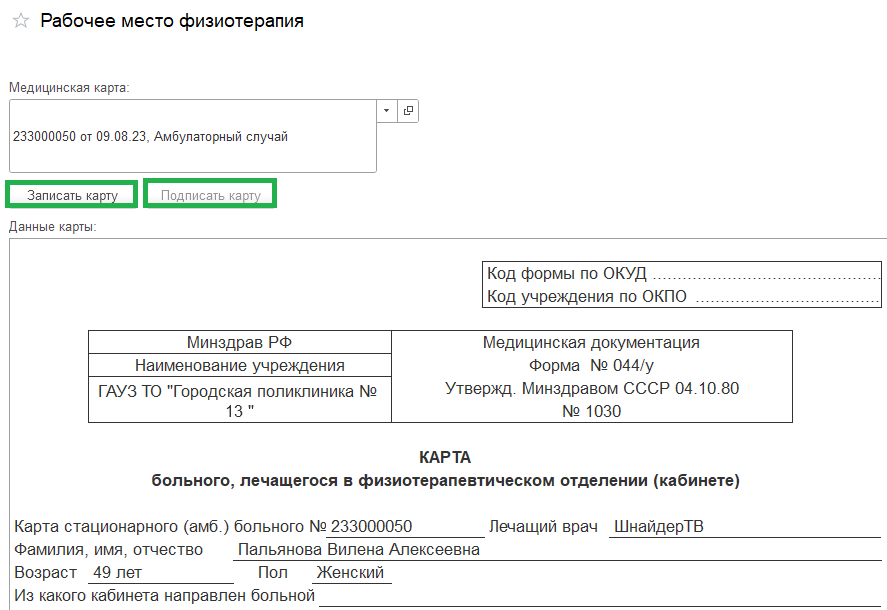 Рабочее место физиотерапия
Медицинская карта:
233000050 от 09.08.23, Амбулаторный случай
Записать карту Подписать карту
Данные карты:
Код формы по ОКУД ................................................
Код учреждения по ОКПО ......................................
Минздрав РФ
Наименование учреждения
ГАУЗ ТО "Городская поликлиника №
13 "
Медицинская документация
Форма № 044/у
Утвержд. Минздравом СССР 04.10.80
№ 1030
КАРТА
больного, лечащегося в физиотерапевтическом отделении (кабинете)
Карта стационарного (амб.) больного № 233000050 Лечащий врач ШнайдерТВ
Фамилия, имя, отчество Пальянова Вилена Алексеевна
Возраст 49 лет Пол Женский
Из какого кабинета направлен больной